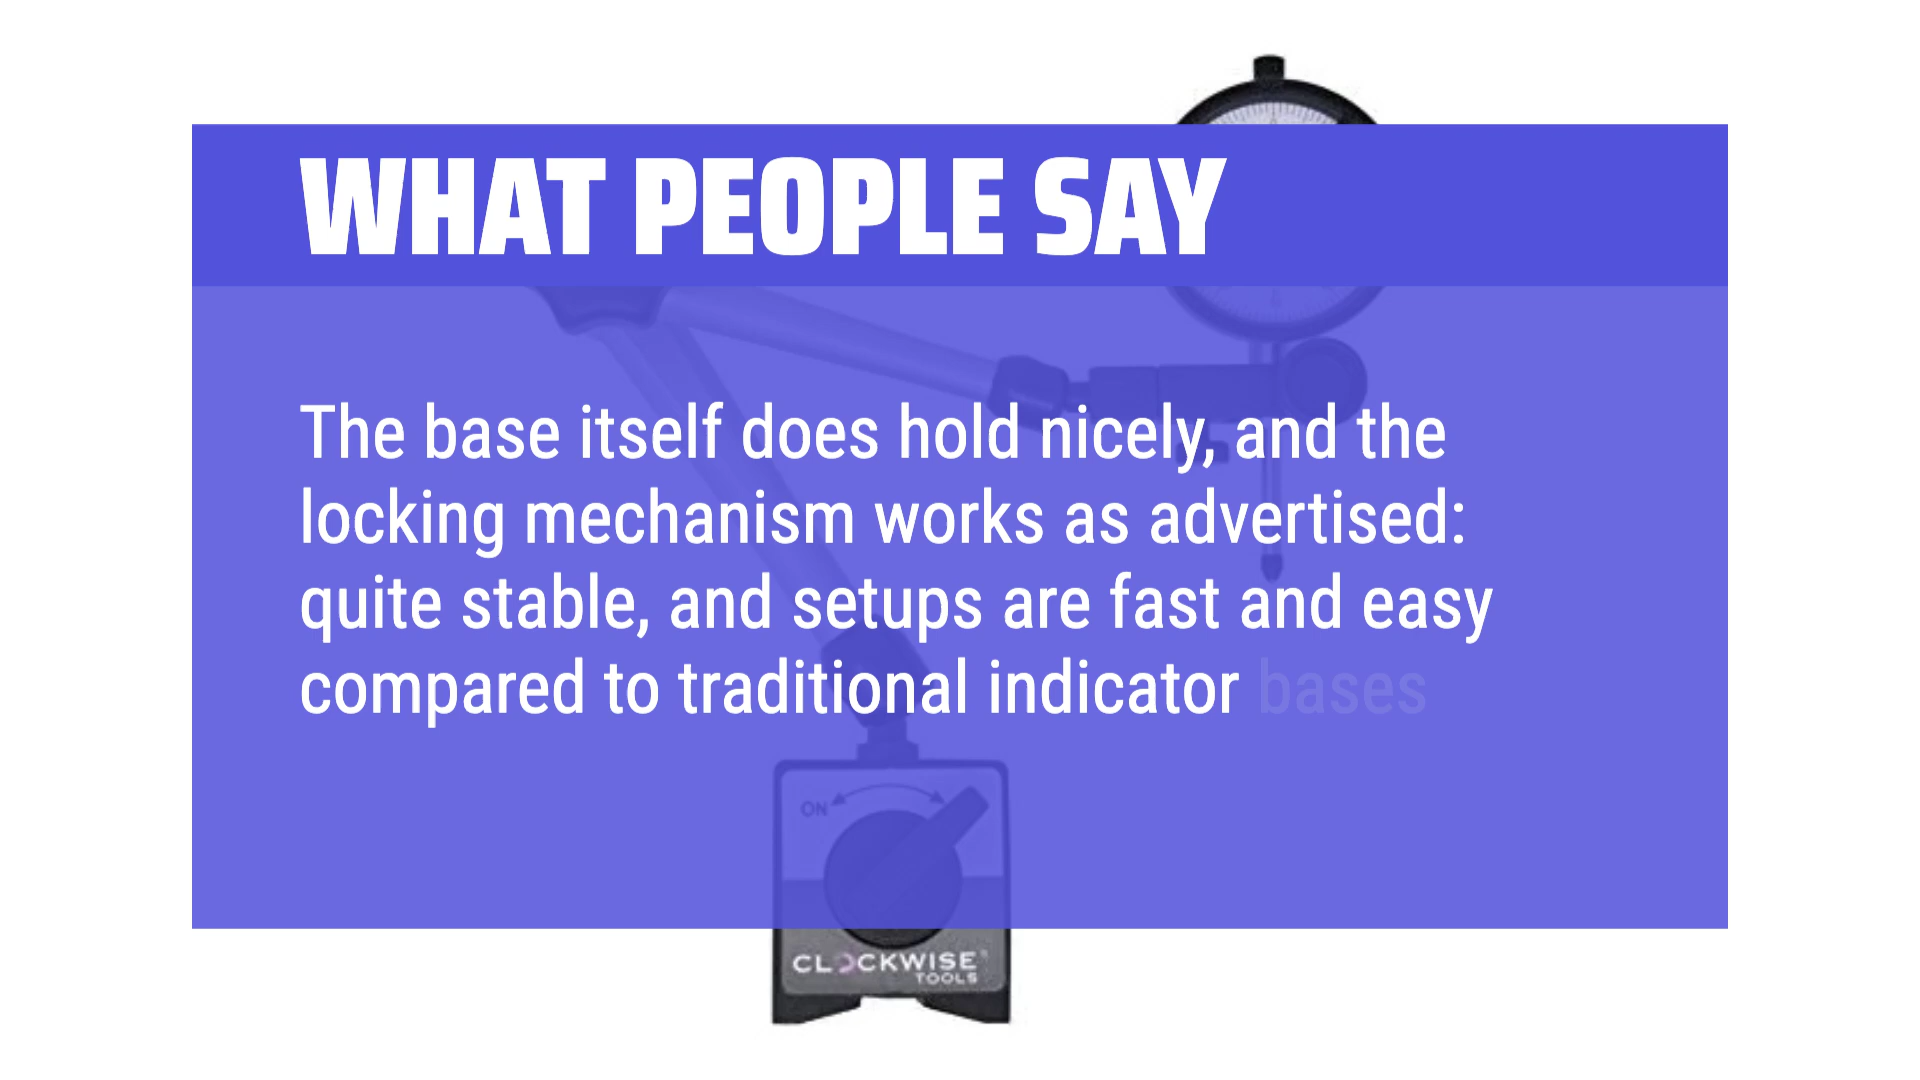 WHAT PEOPLE SAY
The base itself does hold nicely, and the
locking mechanism works as advertised:
quite stable, and setups are fast and easy
compared to traditional indicator bases
ON
CLOCKWISE
TOOLS